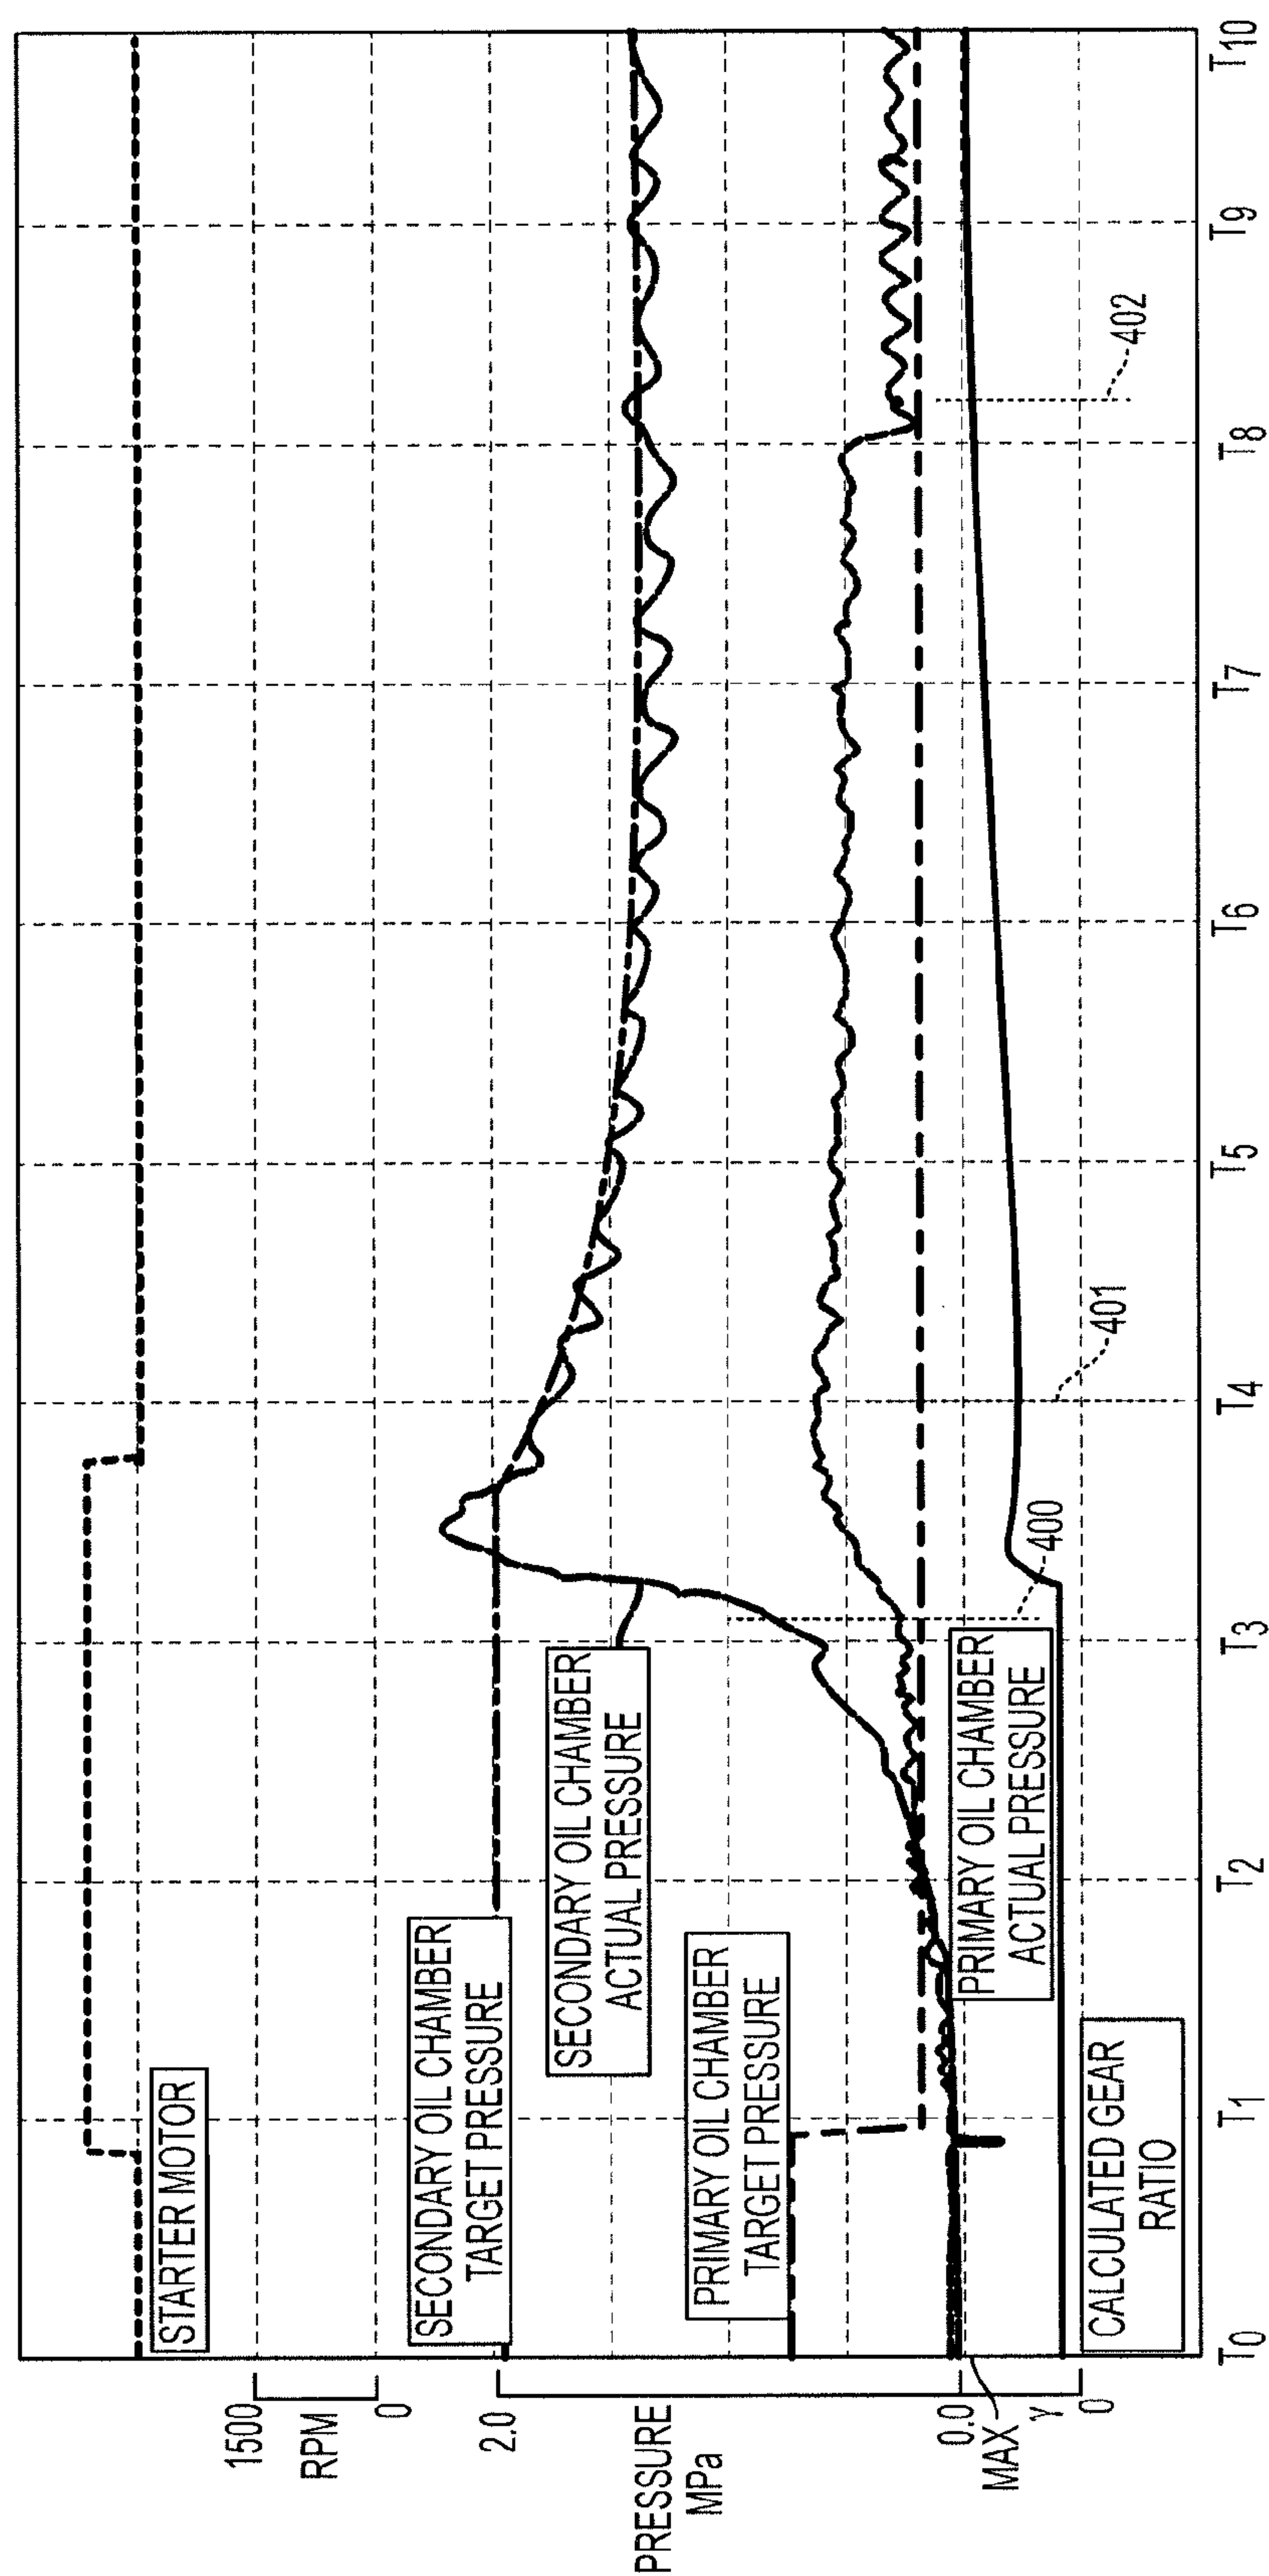 1500
RPM
0
2.0
PRESSURE
MPa
0.0
MAX
γ
0
STARTER MOTOR
SECONDARY OIL CHAMBER
TARGET PRESSURE
SECONDARY OIL CHAMBER
ACTUAL PRESSURE
PRIMARY OIL CHAMBER
TARGET PRESSURE
PRIMARY OIL CHAMBER
ACTUAL PRESSURE
CALCULATED GEAR
RATIO
400
401
402
T0
T1
T2
T3
T4
T5
T6
T7
T8
T9
T10